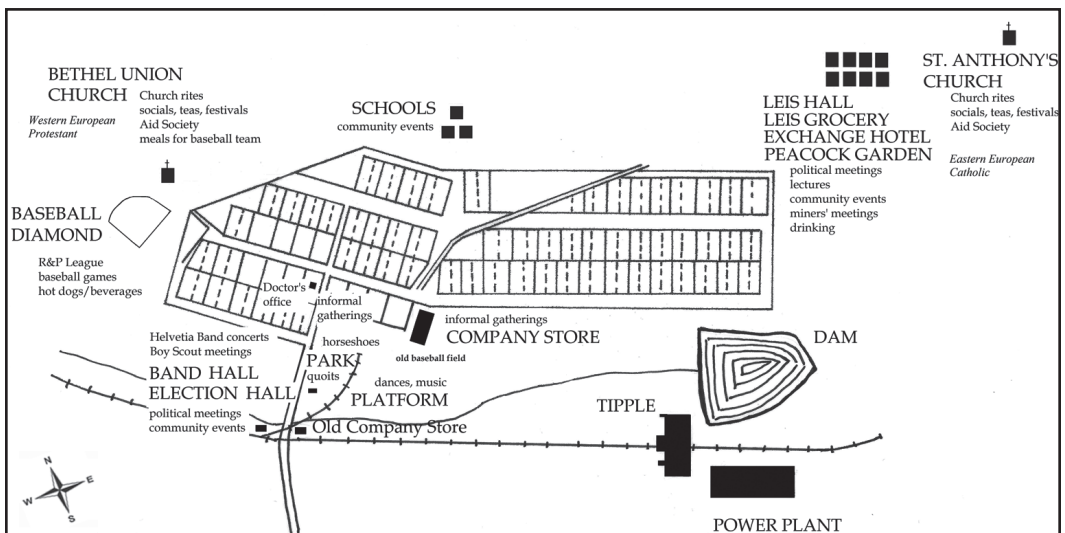 BETHEL UNION
CHURCH
Church rites
socials, teas, festivals
Aid Society
meals for baseball team
Western European
Protestant
SCHOOLS
community events
LEIS HALL
LEIS GROCERY
EXCHANGE HOTEL
PEACOCK GARDEN
political meetings
lectures
community events
miners' meetings
drinking
ST. ANTHONY'S
CHURCH
Church rites
socials, teas, festivals
Aid Society
Eastern European
Catholic
BASEBALL
DIAMOND
R&P League
baseball games
hot dogs/beverages
Doctor's
office
informal
gatherings
informal gatherings
COMPANY STORE
old baseball field
Helvetia Band concerts
Boy Scout meetings
BAND HALL
ELECTION HALL
political meetings
community events
horseshoes
PARK
quoits
dances, music
PLATFORM
Old Company Store
DAM
TIPPLE
POWER PLANT
N
E
W
S